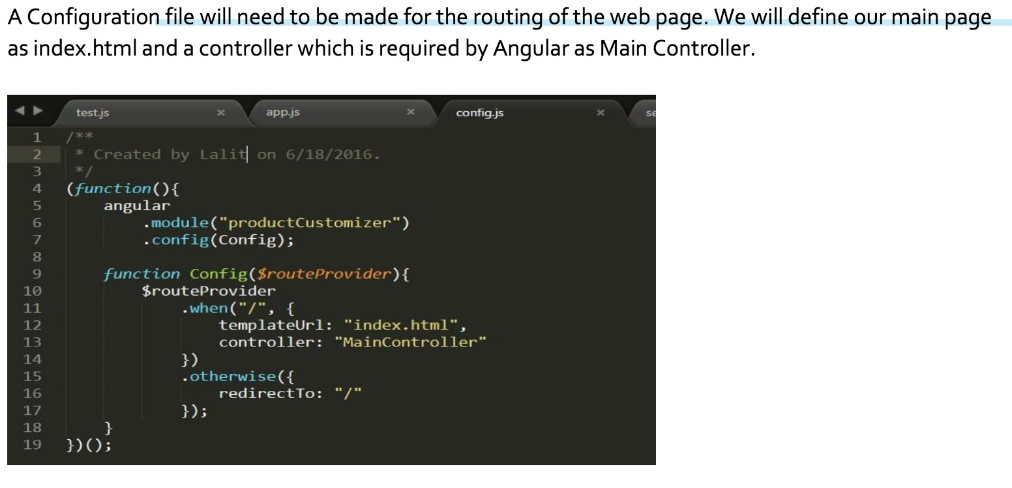 A Configuration file will need to be made for the routing of the web page. We will define our main page
as index.html and a controller which is required by Angular as Main Controller.
test.js × app.js × config.js × se
1 /**
2 * Created by Lalit on 6/18/2016.
3 */
4 (function(){
5 angular
6 .module("productCustomizer")
7 .config(Config);
8
9 function Config($routeProvider){
10 $routeProvider
11 .when("/", {
12 templateUrl: "index.html",
13 controller: "MainController"
14 })
15 .otherwise({
16 redirectTo: "/"
17 });
18 }
19 })();